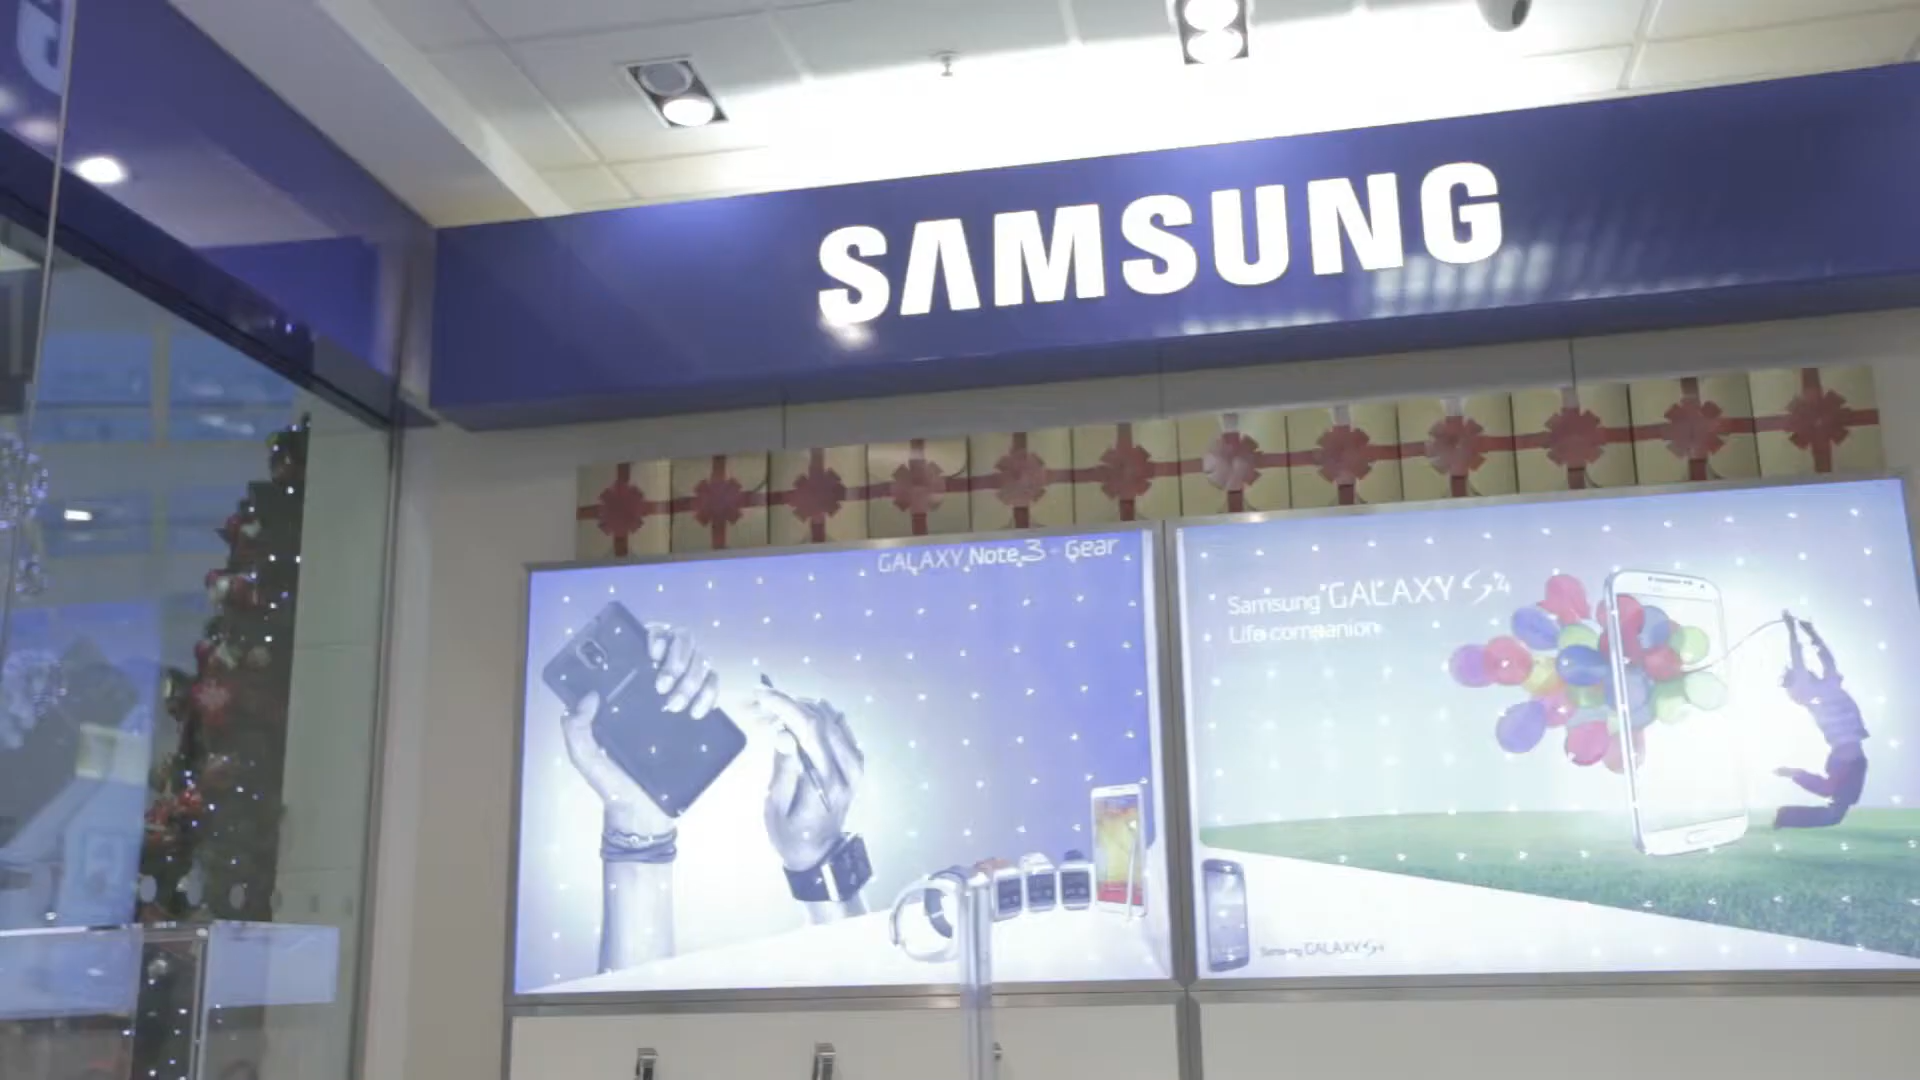 SAMSUNG
GALAXY Note 3 - Gear
Samsung GALAXY S4
Life companion
Samsung GALAXY S4